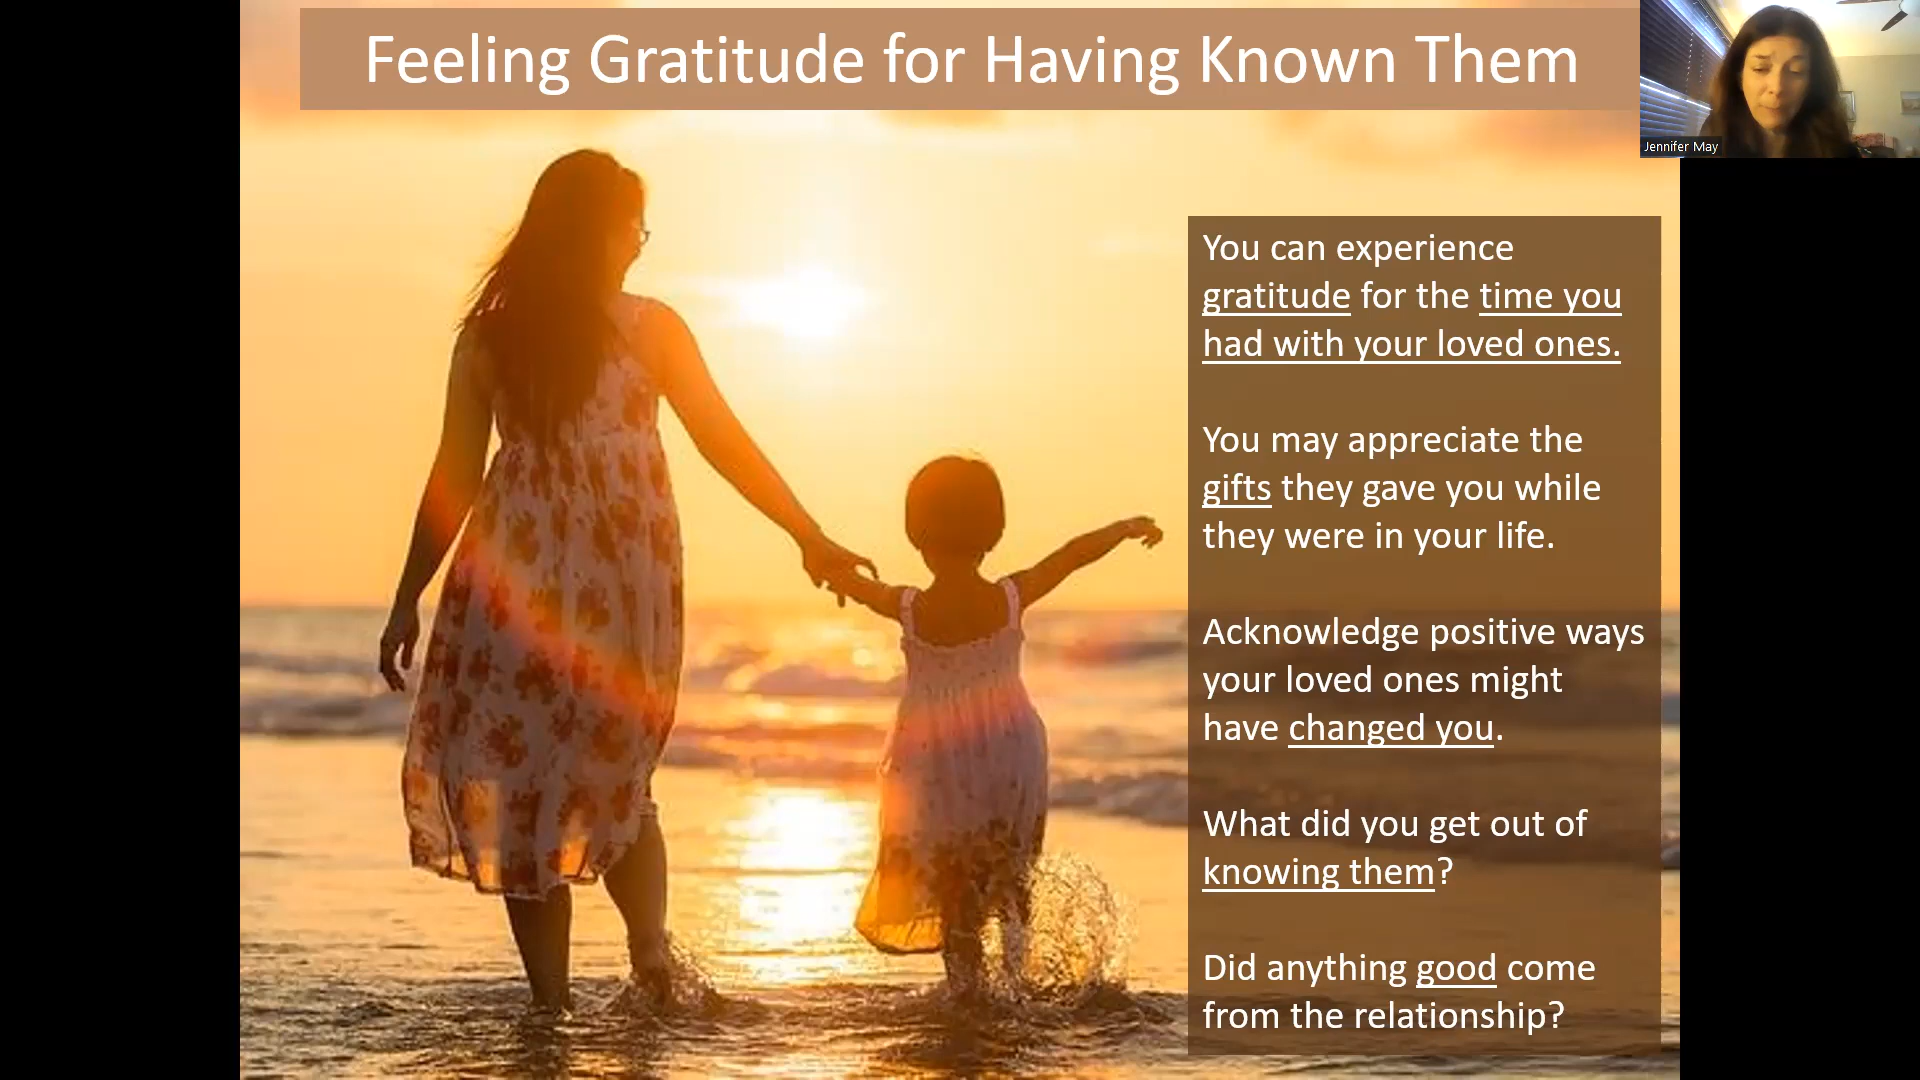 Feeling Gratitude for Having Known Them
Jennifer May
You can experience
gratitude for the time you
had with your loved ones.
You may appreciate the
gifts they gave you while
they were in your life.
Acknowledge positive ways
your loved ones might
have changed you.
What did you get out of
knowing them?
Did anything good come
from the relationship?